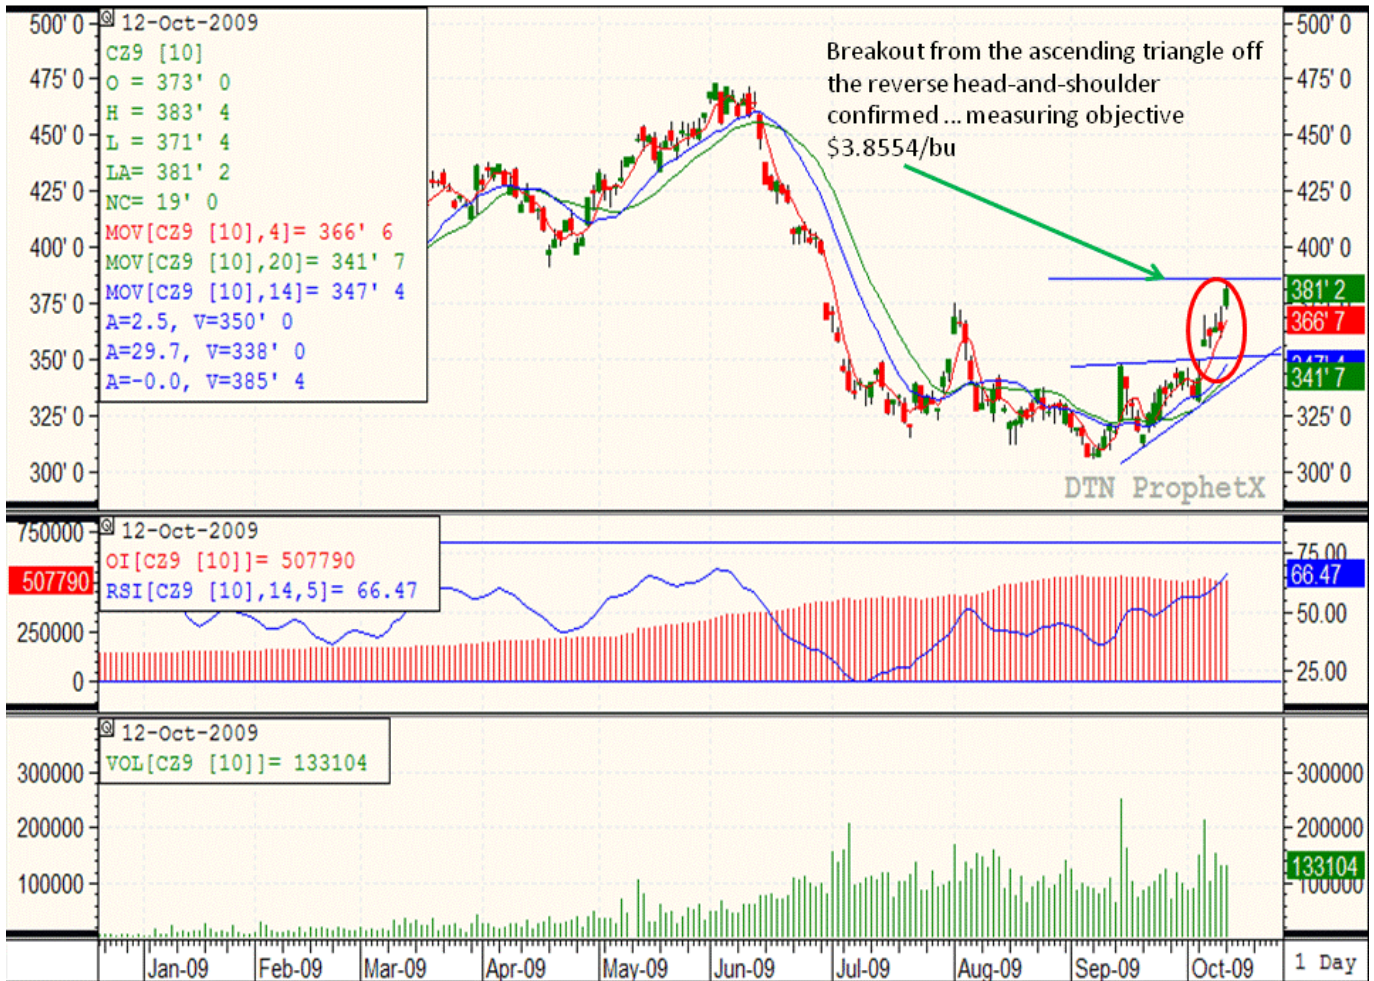 500' 0
475' 0
450' 0
425' 0
400' 0
375' 0
350' 0
325' 0
300' 0
Q 12-Oct-2009
CZ9 [10]
O = 373' 0
H = 383' 4
L = 371' 4
LA= 381' 2
NC= 19' 0
MOV[CZ9 [10],4]= 366' 6
MOV[CZ9 [10],20]= 341' 7
MOV[CZ9 [10],14]= 347' 4
A=2.5, V=350' 0
A=29.7, V=338' 0
A=-0.0, V=385' 4
Breakout from the ascending triangle off
the reverse head-and-shoulder
confirmed ... measuring objective
$3.8554/bu
500' 0
475' 0
450' 0
425' 0
400' 0
381' 2
366' 7
347' 4
341' 7
325' 0
300' 0
375' 0
350' 0
DTN ProphetX
750000
507790
250000
0
Q 12-Oct-2009
OI[CZ9 [10]]= 507790
RSI[CZ9 [10],14,5]= 66.47
75.00
66.47
50.00
25.00
300000
200000
100000
Q 12-Oct-2009
VOL[CZ9 [10]]= 133104
300000
200000
133104
100000
Jan-09 Feb-09 Mar-09 Apr-09 May-09 Jun-09 Jul-09 Aug-09 Sep-09 Oct-09 1 Day